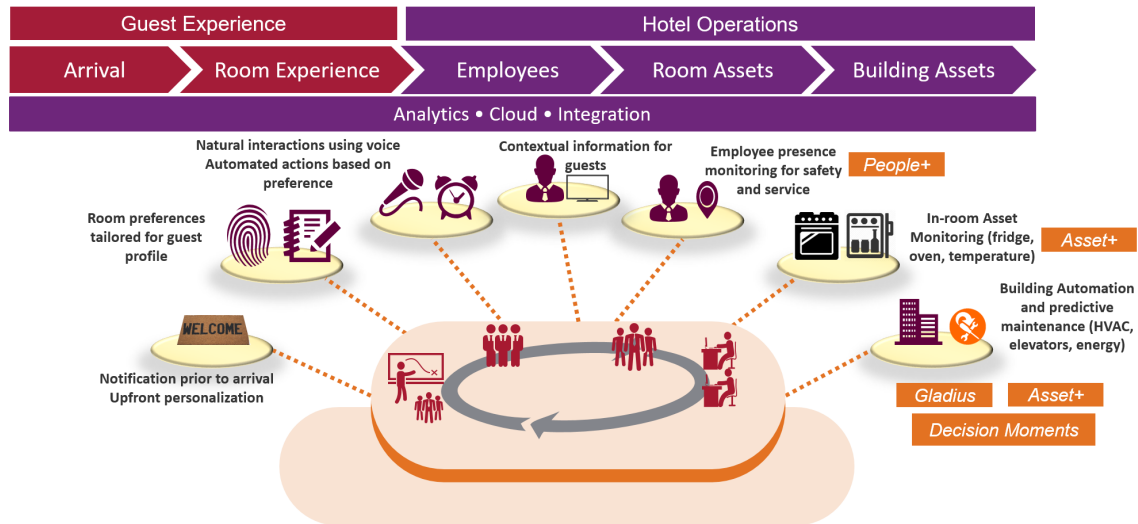 Guest Experience
Hotel Operations
Arrival
Room Experience
Employees
Room Assets
Building Assets
Analytics • Cloud • Integration
Natural interactions using voice
Automated actions based on
preference
Contextual information for
guests
Employee presence
monitoring for safety
and service
People+
Room preferences
tailored for guest
profile
In-room Asset
Monitoring (fridge,
oven, temperature)
Asset+
WELCOME
Notification prior to arrival
Upfront personalization
Building Automation
and predictive
maintenance (HVAC,
elevators, energy)
Gladius
Asset+
Decision Moments